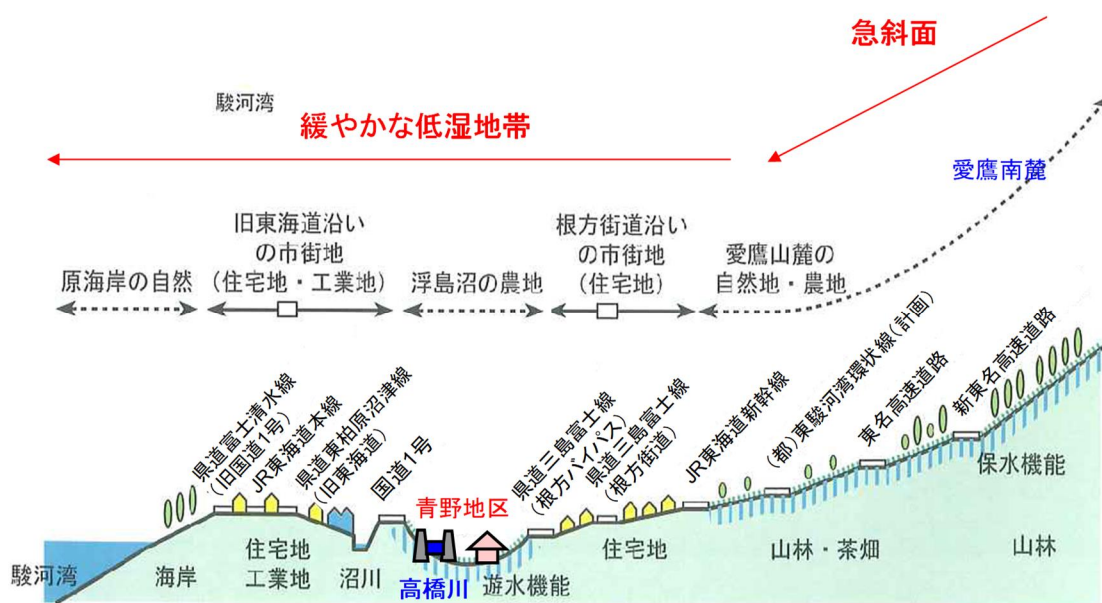 急斜面
駿河湾
緩やかな低湿地帯
愛鷹南麓
旧東海道沿い
の市街地
(住宅地・工業地)
根方街道沿い
の市街地
(住宅地)
愛鷹山麓の
自然地・農地
原海岸の自然
浮島沼の農地
県道富士清水線
(旧国道1号)
JR東海道本線
県道東柏原沼津線
(旧東海道)
国道1号
青野地区
県道三島富士線
(根方バイパス)
県道三島富士線
(根方街道)
JR東海道新幹線
(都)東駿河湾環状線(計画)
東名高速道路
新東名高速道路
保水機能
駿河湾
海岸
住宅地
工業地
沼川
高橋川
遊水機能
住宅地
山林・茶畑
山林